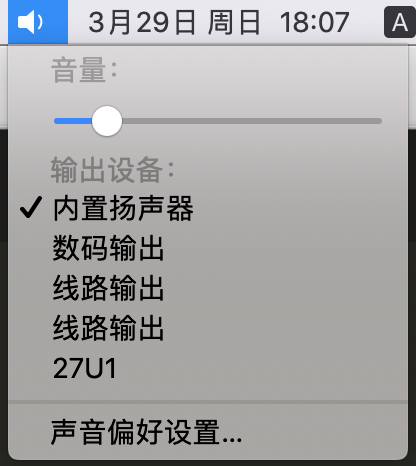 3月29日 周日 18:07 A
音量：
输出设备：
内置扬声器
数码输出
线路输出
线路输出
27U1
声音偏好设置...